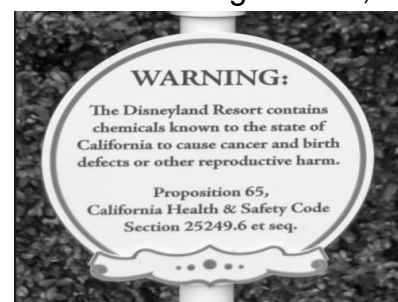 WARNING:
The Disneyland Resort contains
chemicals known to the state of
California to cause cancer and birth
defects or other reproductive harm.
Proposition 65,
California Health & Safety Code
Section 25249.6 et seq.